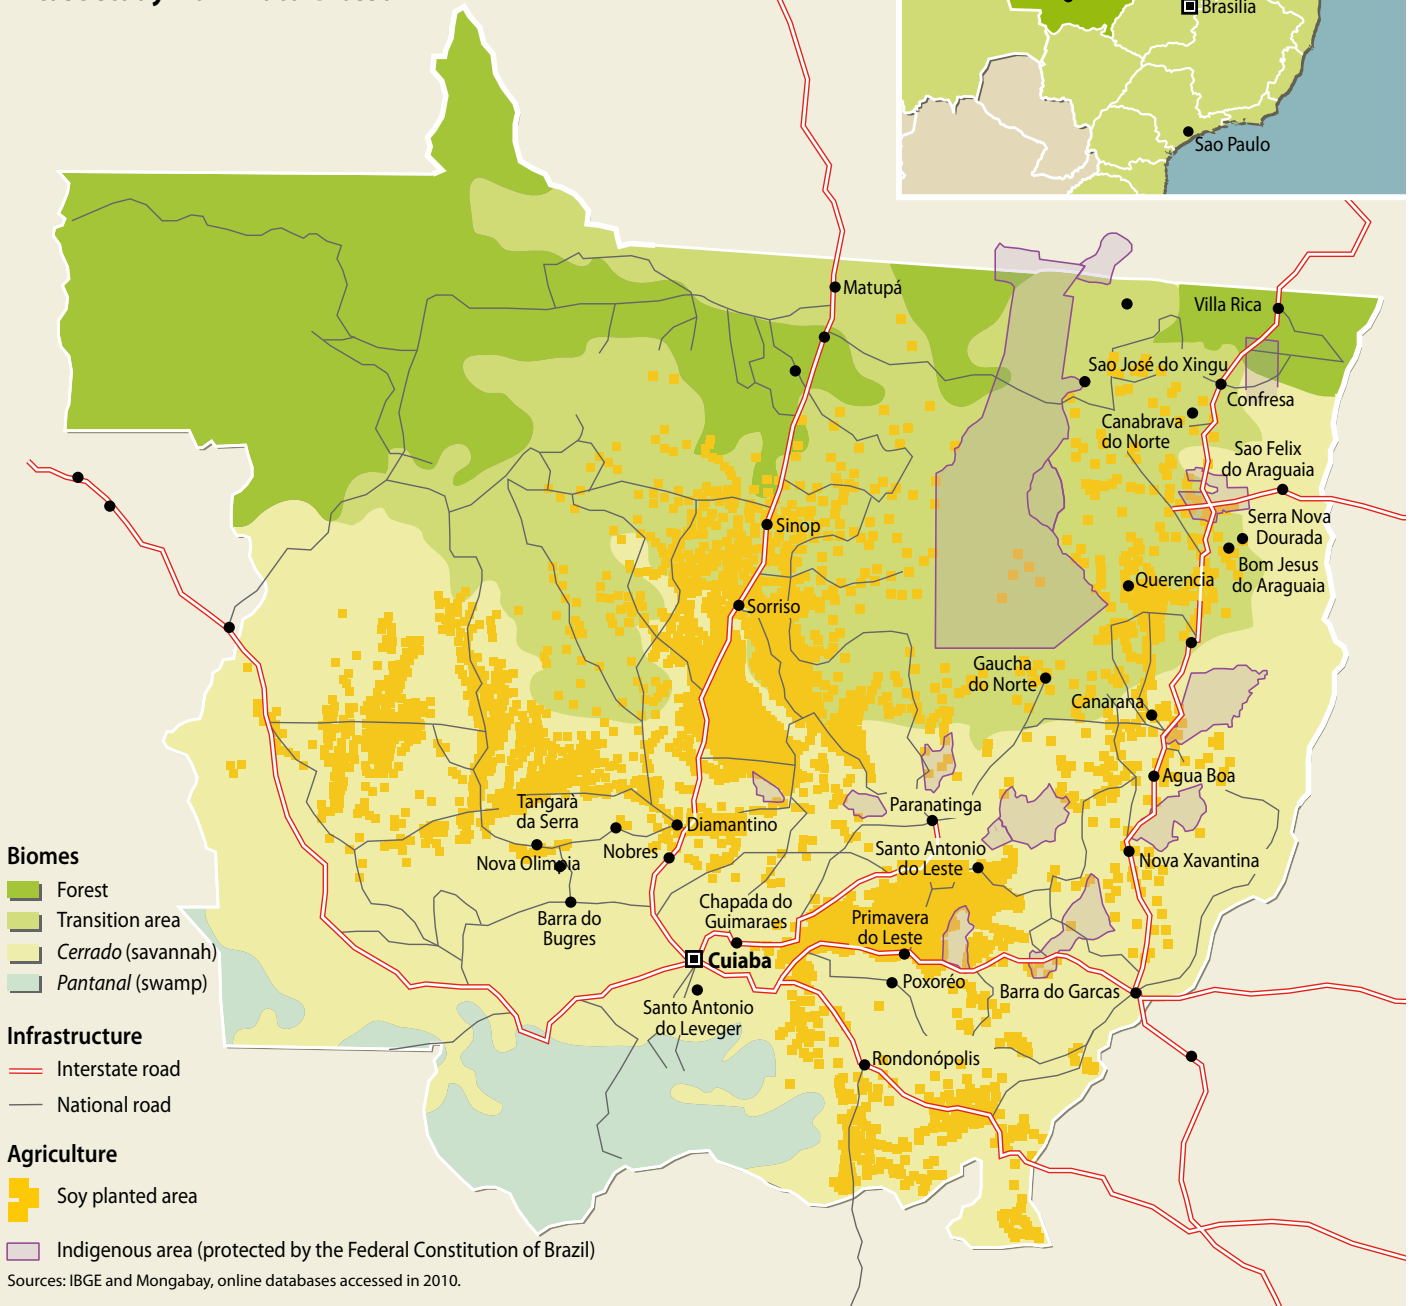 Brasilia
Sao Paulo
Matupá
Villa Rica
Sao José do Xingu
Confresa
Canabrava
do Norte
Sao Felix
do Araguaia
Serra Nova
Dourada
Bom Jesus
do Araguaia
Sinop
Querencia
Sorriso
Gaucha
do Norte
Canarana
Agua Boa
Tangarà
da Serra
Diamantino
Paranatinga
Nova Olimpia
Nobres
Santo Antonio
do Leste
Nova Xavantina
Barra do
Bugres
Chapada do
Guimaraes
Primavera
do Leste
Cuiaba
Poxoréo
Barra do Garcas
Santo Antonio
do Leveger
Rondonópolis
Biomes
Forest
Transition area
Cerrado (savannah)
Pantanal (swamp)
Infrastructure
Interstate road
National road
Agriculture
Soy planted area
Indigenous area (protected by the Federal Constitution of Brazil)
Sources: IBGE and Mongabay, online databases accessed in 2010.